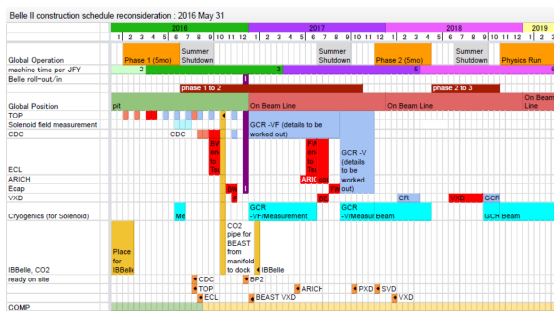 Belle II construction schedule reconsideration : 2016 May 31
2016 2017 2018 2019
1 2 3 4 5 6 7 8 9 10 11 12 1 2 3 4 5 6 7 8 9 10 11 12 1 2 3 4 5 6 7 8 9 10 11 12 1 2 3
Global Operation
Phase 1 (5mo)
Summer
Shutdown
Summer
Shutdown
Phase 2 (5mo)
Summer
Shutdown
Physics Run
machine time per JFY
Belle roll-out/in
phase 1 to 2
phase 2 to 3
Global Position
pit
On Beam Line
On Beam Line
On Beam
Line
TOP
Solenoid field measurement
CDC
GCR -VF (details to be
worked out)
GCR -V
(details
to be
worked
out)
ECL
ARICH
ARIC
Ecap
VXD
CR
VXD
GCR
Cryogenics (for Solenoid)
Me
GCR
-VF/Measurement
GCR
-V/Measu
Beam
GCR
Beam
IBBelle, CO2
Place
for
IBBelle
CO2
pipe for
BEAST
from
manifold
to dock
IBBelle
ready on site
CDC
BP2
TOP
ARICH
PXD
SVD
ECL
BEAST VXD
VXD
COMP